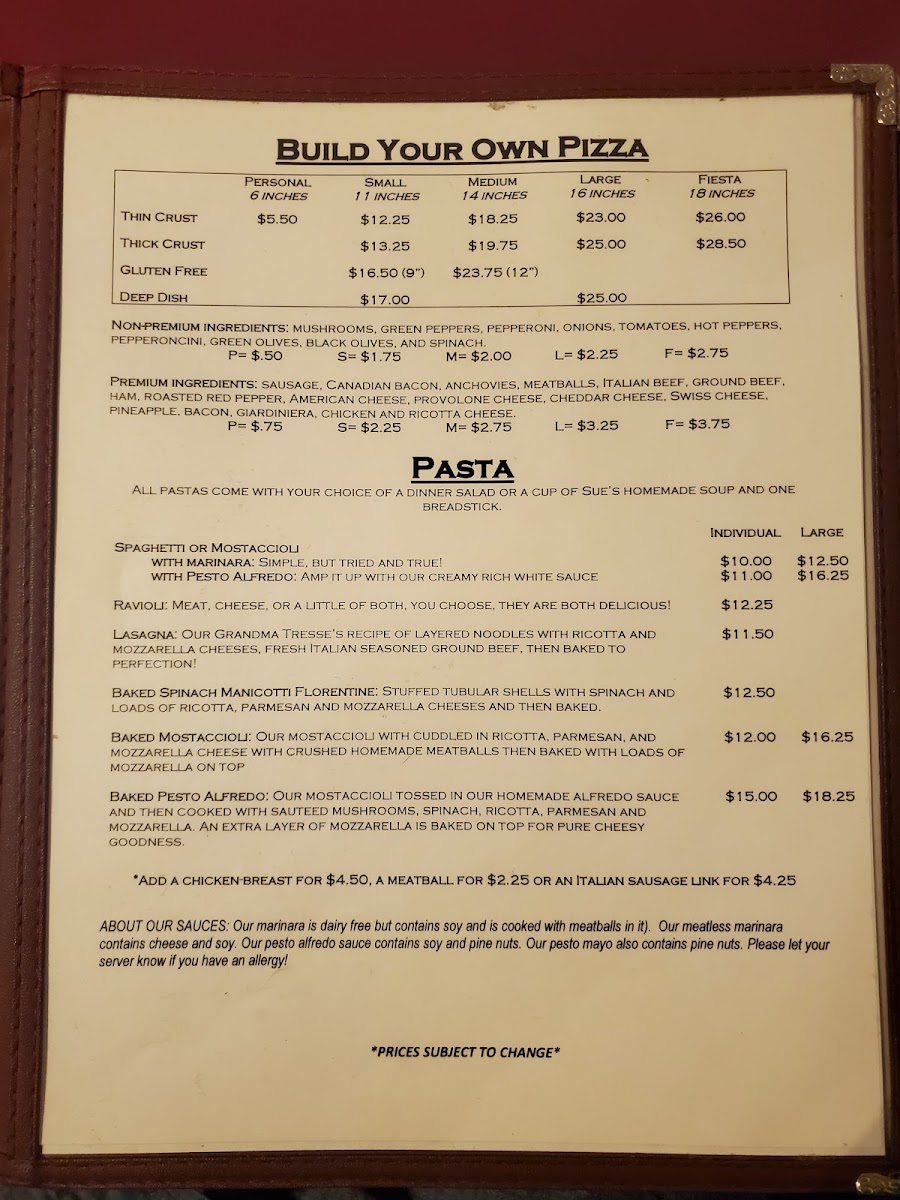 BUILD YOUR OWN PIZZA
PERSONAL SMALL MEDIUM LARGE FIESTA
6 INCHES 11 INCHES 14 INCHES 16 INCHES 18 INCHES
THIN CRUST $5.50 $12.25 $18.25 $23.00 $26.00
THICK CRUST $13.25 $19.75 $25.00 $28.50
GLUTEN FREE $16.50 (9") $23.75 (12")
DEEP DISH $17.00 $25.00
NON-PREMIUM INGREDIENTS: MUSHROOMS, GREEN PEPPERS, PEPPERONI, ONIONS, TOMATOES, HOT PEPPERS,
PEPPERONCINI, GREEN OLIVES, BLACK OLIVES, AND SPINACH.
P= $.50 S= $1.75 M= $2.00 L= $2.25 F= $2.75
PREMIUM INGREDIENTS: SAUSAGE, CANADIAN BACON, ANCHOVIES, MEATBALLS, ITALIAN BEEF, GROUND BEEF,
HAM, ROASTED RED PEPPER, AMERICAN CHEESE, PROVOLONE CHEESE, CHEDDAR CHEESE, SWISS CHEESE,
PINEAPPLE, BACON, GIARDINIERA, CHICKEN AND RICOTTA CHEESE.
P= $.75 S= $2.25 M= $2.75 L= $3.25 F= $3.75
PASTA
ALL PASTAS COME WITH YOUR CHOICE OF A DINNER SALAD OR A CUP OF SUE'S HOMEMADE SOUP AND ONE
BREADSTICK.
INDIVIDUAL LARGE
SPAGHETTI OR MOSTACCIOLI
WITH MARINARA: SIMPLE, BUT TRIED AND TRUE! $10.00 $12.50
WITH PESTO ALFREDO: AMP IT UP WITH OUR CREAMY RICH WHITE SAUCE $11.00 $16.25
RAVIOLI: MEAT, CHEESE, OR A LITTLE OF BOTH, YOU CHOOSE, THEY ARE BOTH DELICIOUS! $12.25
LASAGNA: OUR GRANDMA TRESSE'S RECIPE OF LAYERED NOODLES WITH RICOTTA AND $11.50
MOZZARELLA CHEESES, FRESH ITALIAN SEASONED GROUND BEEF, THEN BAKED TO
PERFECTION!
BAKED SPINACH MANICOTTI FLORENTINE: STUFFED TUBULAR SHELLS WITH SPINACH AND $12.50
LOADS OF RICOTTA, PARMESAN AND MOZZARELLA CHEESES AND THEN BAKED.
BAKED MOSTACCIOLI: OUR MOSTACCIOLI WITH CUDDLED IN RICOTTA, PARMESAN, AND $12.00 $16.25
MOZZARELLA CHEESE WITH CRUSHED HOMEMADE MEATBALLS THEN BAKED WITH LOADS OF
MOZZARELLA ON TOP
BAKED PESTO ALFREDO: OUR MOSTACCIOLI TOSSED IN OUR HOMEMADE ALFREDO SAUCE $15.00 $18.25
AND THEN COOKED WITH SAUTEED MUSHROOMS, SPINACH, RICOTTA, PARMESAN AND
MOZZARELLA. AN EXTRA LAYER OF MOZZARELLA IS BAKED ON TOP FOR PURE CHEESY
GOODNESS.
*ADD A CHICKEN BREAST FOR $4.50, A MEATBALL FOR $2.25 OR AN ITALIAN SAUSAGE LINK FOR $4.25
ABOUT OUR SAUCES: Our marinara is dairy free but contains soy and is cooked with meatballs in it). Our meatless marinara
contains cheese and soy. Our pesto alfredo sauce contains soy and pine nuts. Our pesto mayo also contains pine nuts. Please let your
server know if you have an allergy!
*PRICES SUBJECT TO CHANGE*